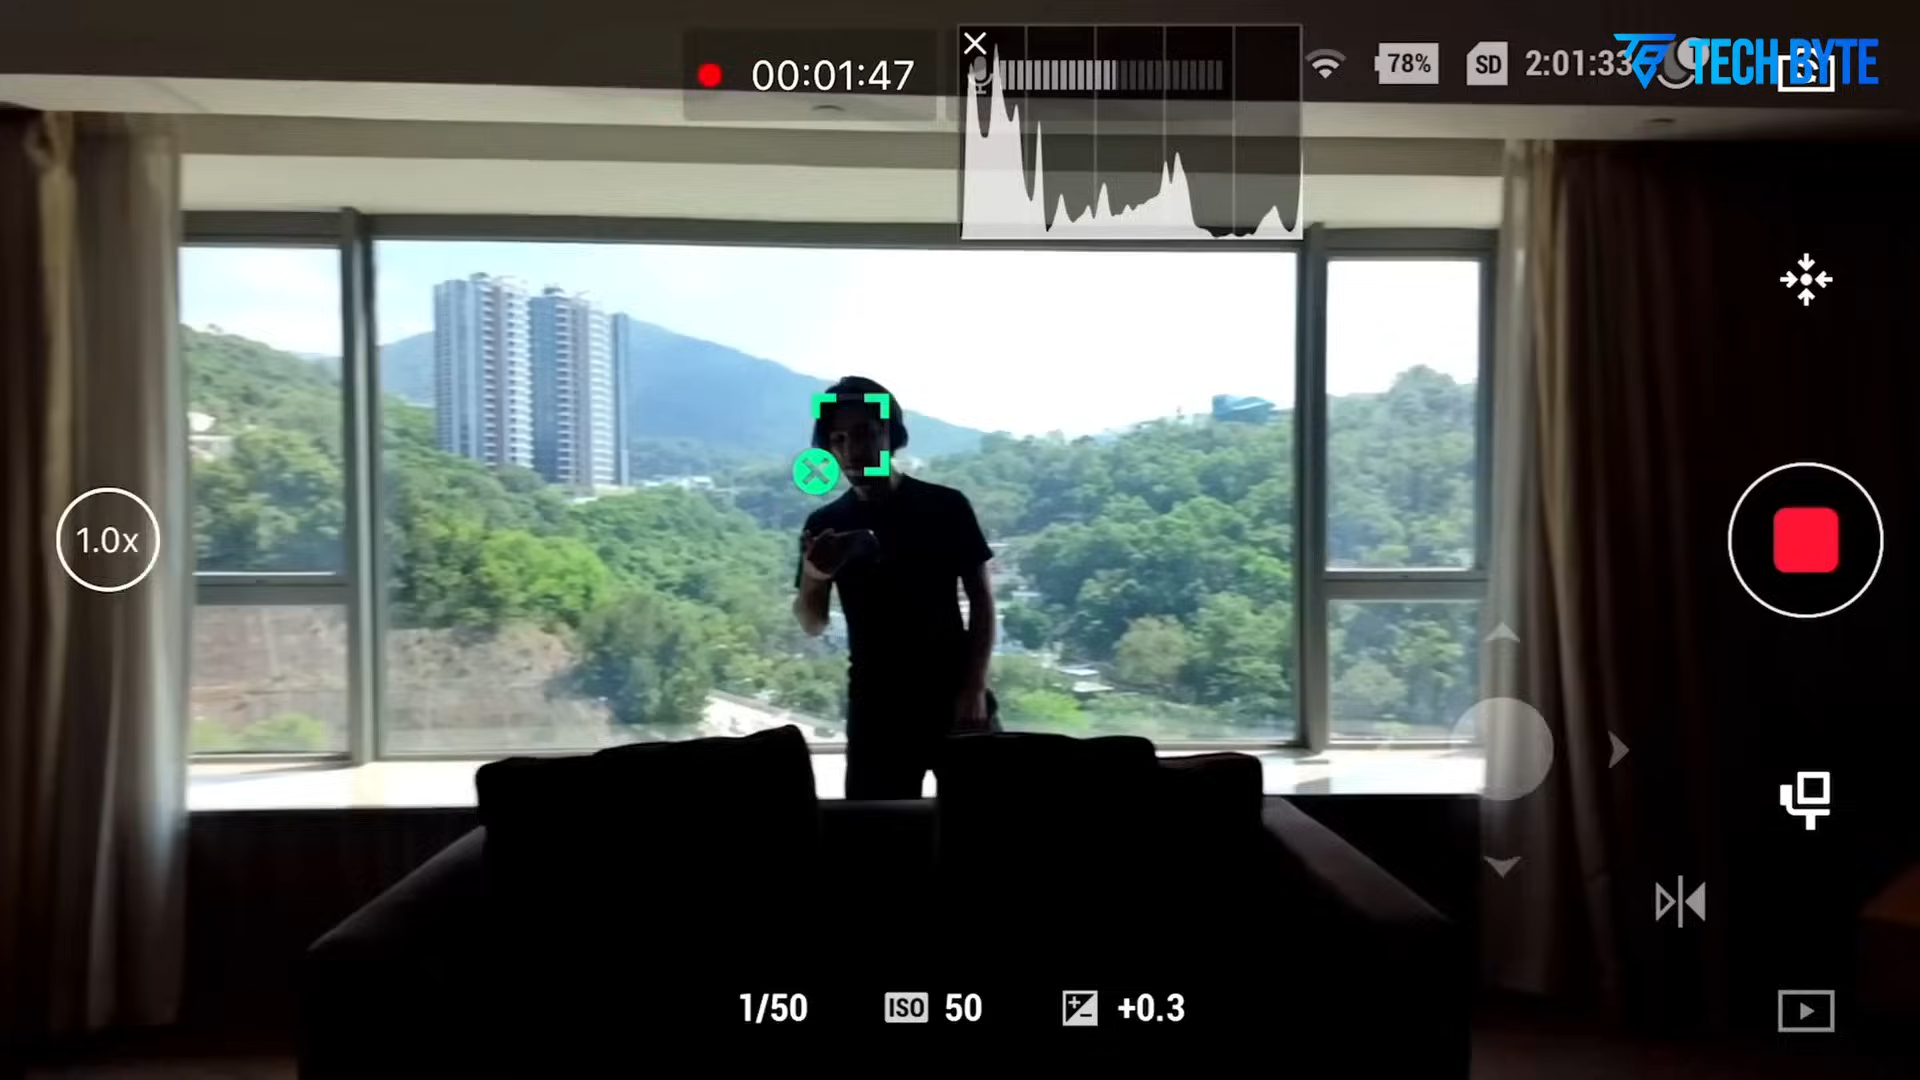 00:01:47
78%
SD
2:01:33
TECH BYTE
1.0x
1/50
ISO 50
+0.3